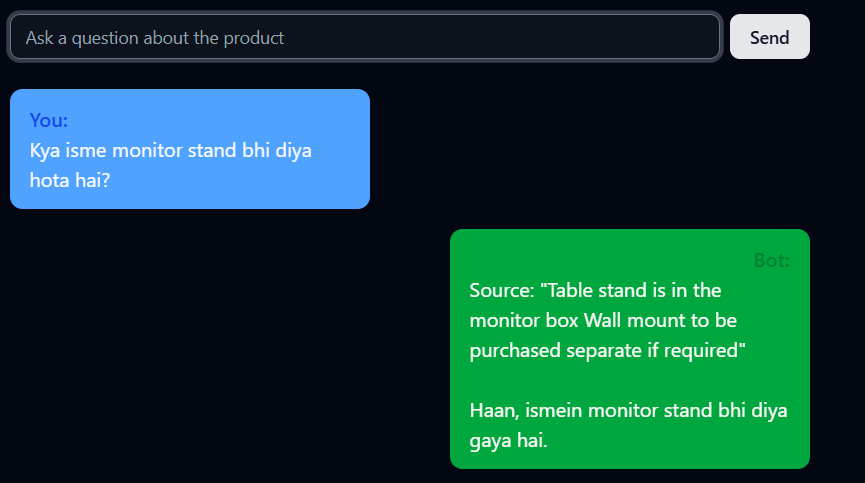 Ask a question about the product
Send
You:
Kya isme monitor stand bhi diya
hota hai?
Bot:
Source: "Table stand is in the
monitor box Wall mount to be
purchased separate if required"
Haan, ismein monitor stand bhi diya
gaya hai.